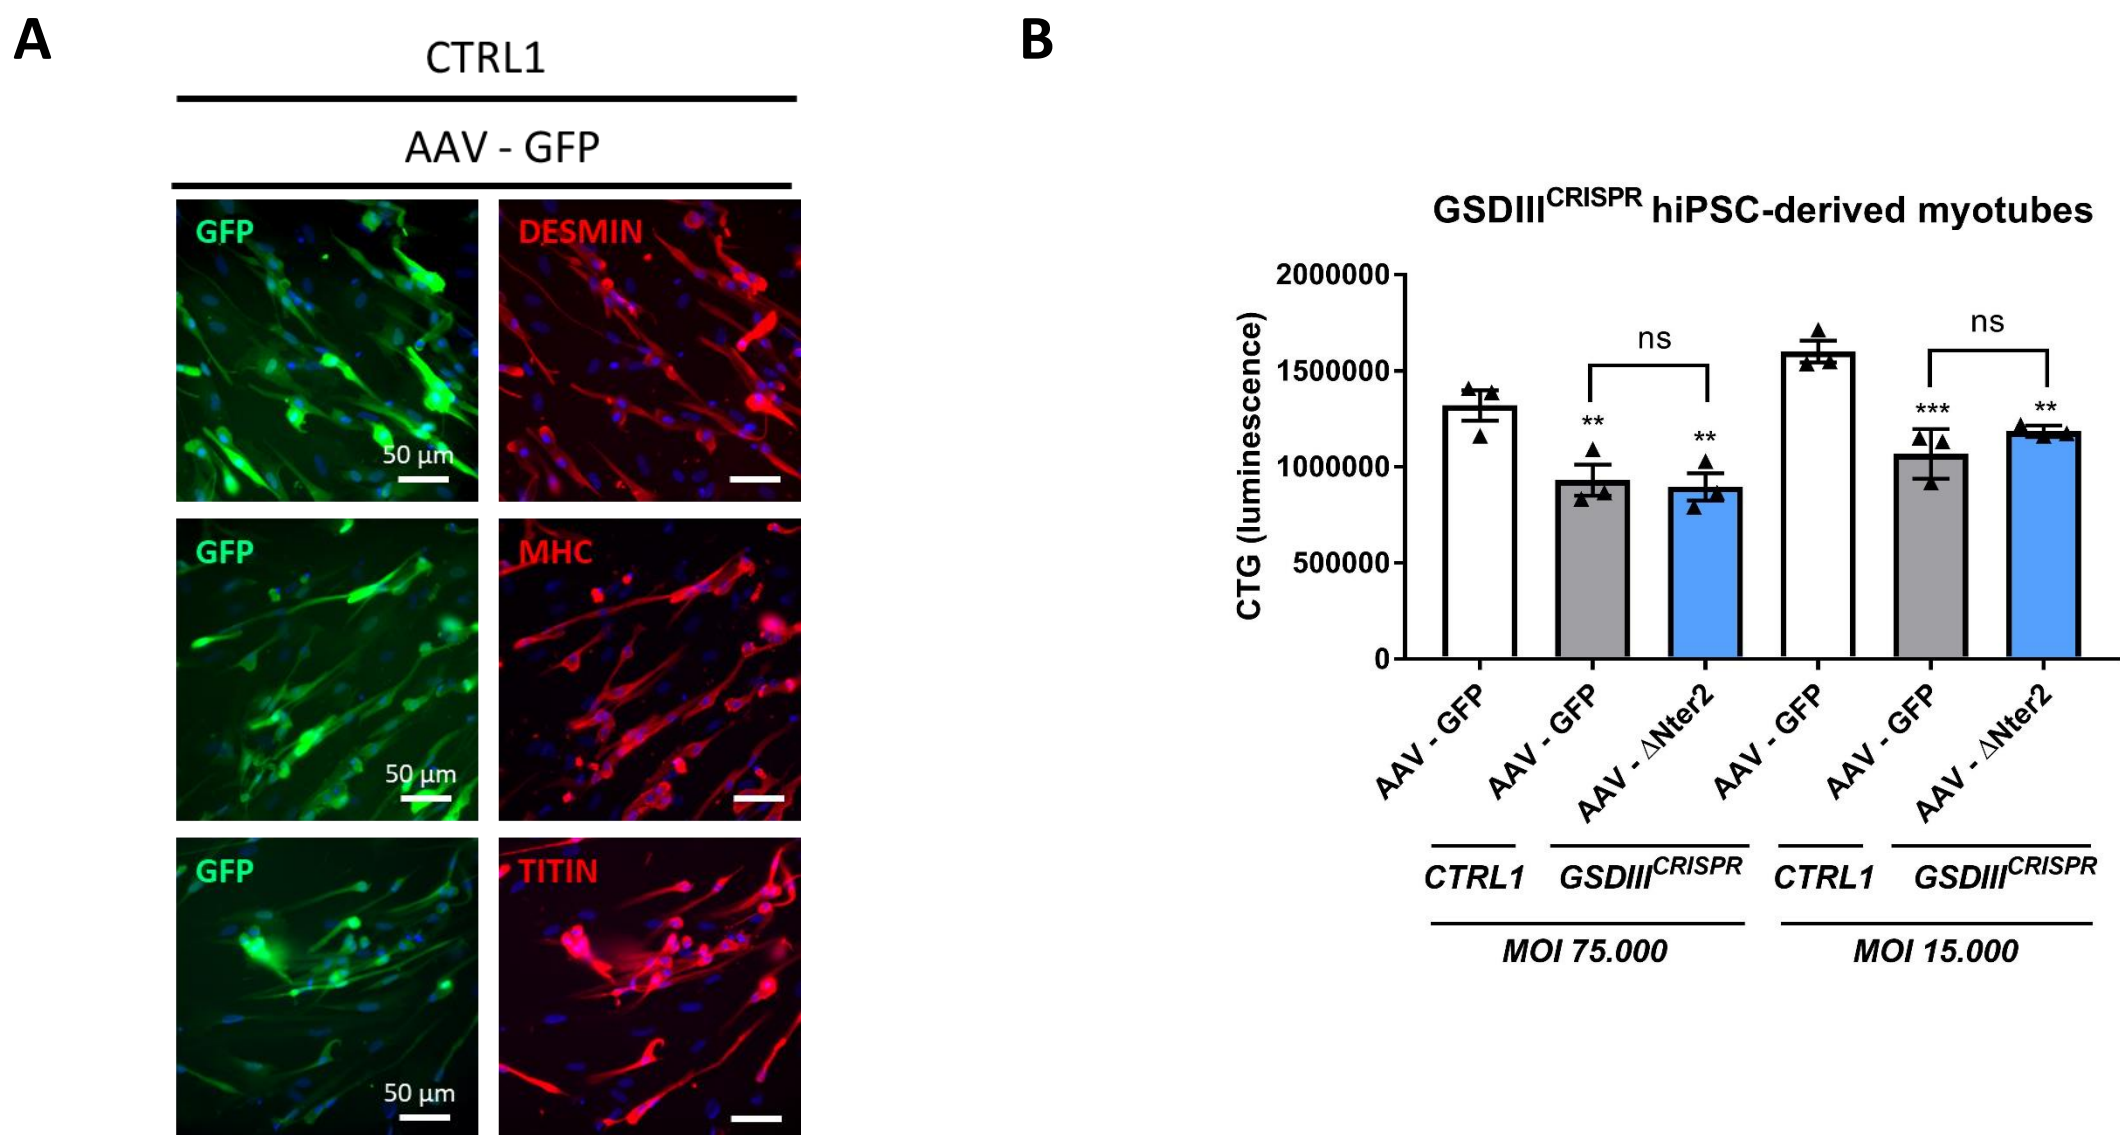 A
CTRL1
AAV - GFP
GFP
DESMIN
50 µm
GFP
MHC
50 µm
GFP
TITIN
50 µm
B
GSDIIICRISPR hiPSC-derived myotubes
CTG (luminescence)
2000000
1500000
1000000
500000
0
ns
ns
**
**
***
**
AAV - GFP
AAV - GFP
AAV - ΔNter2
AAV - GFP
AAV - GFP
AAV - ΔNter2
CTRL1
GSDIIICRISPR
CTRL1
GSDIIICRISPR
MOI 75.000
MOI 15.000